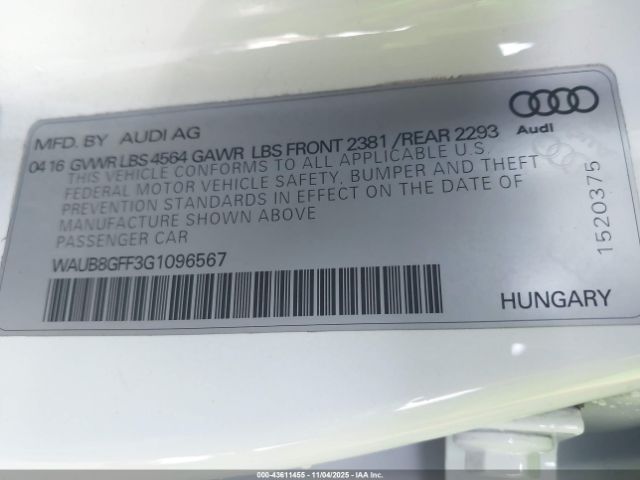 MFD. BY AUDI AG
Audi
04 16 GVWR LBS 4564 GAWR LBS FRONT 2381 /REAR 2293
THIS VEHICLE CONFORMS TO ALL APPLICABLE U.S.
FEDERAL MOTOR VEHICLE SAFETY, BUMPER AND THEFT
PREVENTION STANDARDS IN EFFECT ON THE DATE OF
MANUFACTURE SHOWN ABOVE
PASSENGER CAR
WAUB8GFF3G1096567
1520375
HUNGARY
000-43611455 - 11/04/2025 - IAA Inc.